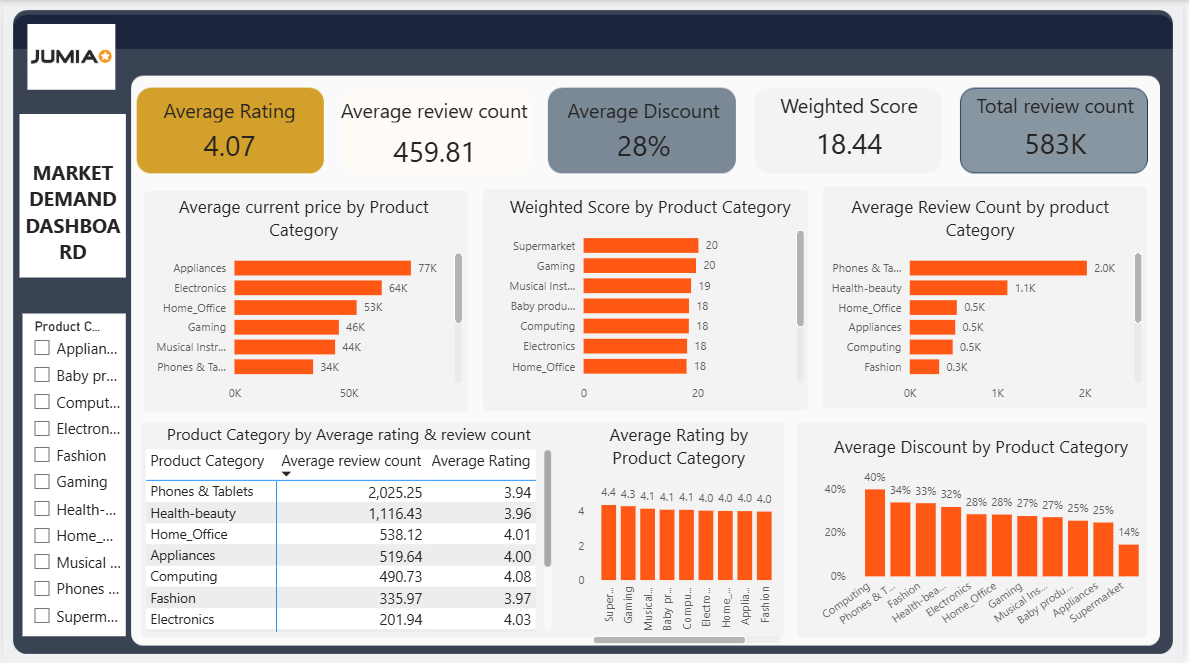 JUMIA
MARKET
DEMAND
DASHBOA
RD
Product C...
Applian...
Baby pr...
Comput...
Electron...
Fashion
Gaming
Health-...
Home_...
Musical ...
Phones ...
Superm...
Average Rating
4.07
Average review count
459.81
Average Discount
28%
Weighted Score
18.44
Total review count
583K
Average current price by Product
Category
Appliances 77K
Electronics 64K
Home_Office 53K
Gaming 46K
Musical Instr... 44K
Phones & Ta... 34K
0K 50K
Weighted Score by Product Category
Supermarket 20
Gaming 20
Musical Inst... 19
Baby produ... 18
Computing 18
Electronics 18
Home_Office 18
0 20
Average Review Count by product
Category
Phones & Ta... 2.0K
Health-beauty 1.1K
Home_Office 0.5K
Appliances 0.5K
Computing 0.5K
Fashion 0.3K
0K 1K 2K
Product Category by Average rating & review count
Product Category Average review count Average Rating
Phones & Tablets 2,025.25 3.94
Health-beauty 1,116.43 3.96
Home_Office 538.12 4.01
Appliances 519.64 4.00
Computing 490.73 4.08
Fashion 335.97 3.97
Electronics 201.94 4.03
Average Rating by
Product Category
4.4 4.3 4.1 4.1 4.1 4.0 4.0 4.0 4.0
4
2
0
Super... Gaming Musical... Baby pr... Compu... Electro... Home_... Applia... Fashion
Average Discount by Product Category
40% 34% 33% 32% 28% 28% 27% 27% 25% 25% 14%
40%
20%
0%
Computing Phones & T... Fashion Health-bea... Electronics Home_Office Gaming Musical Ins... Baby produ... Appliances Supermarket